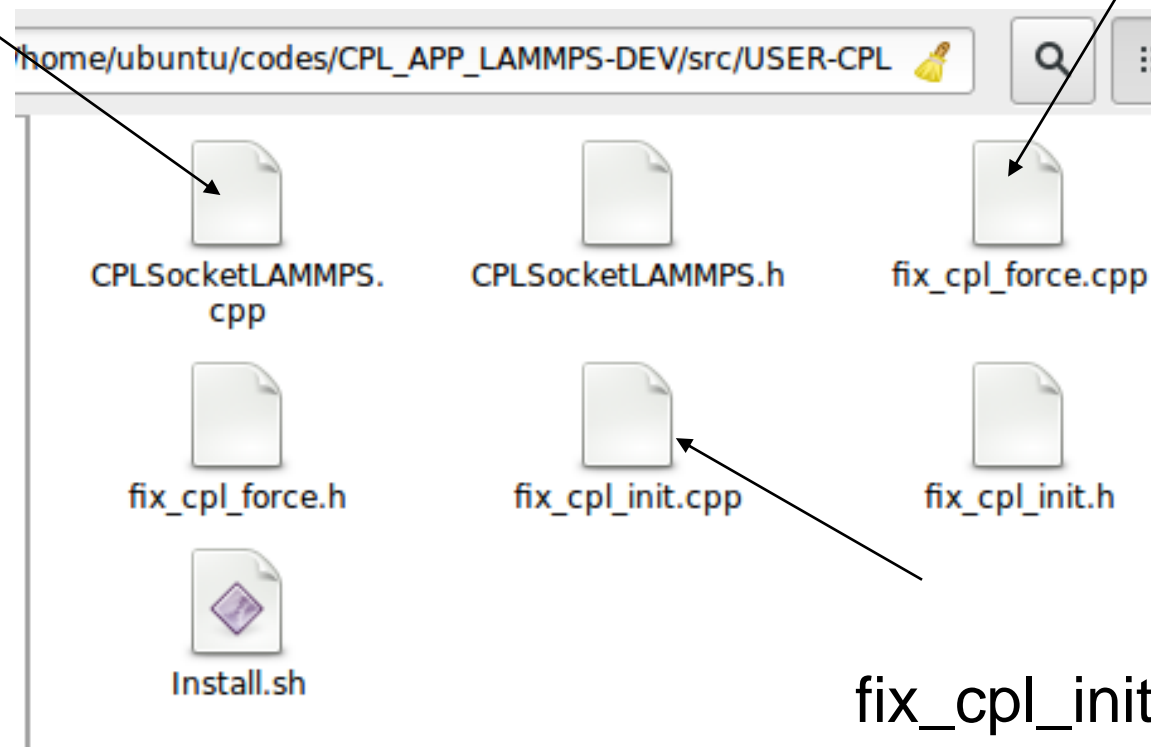 /home/ubuntu/codes/CPL_APP_LAMMPS-DEV/src/USER-CPL
CPLSocketLAMMPS.
cpp
CPLSocketLAMMPS.h
fix_cpl_force.cpp
fix_cpl_force.h
fix_cpl_init.cpp
fix_cpl_init.h
Install.sh
fix_cpl_init